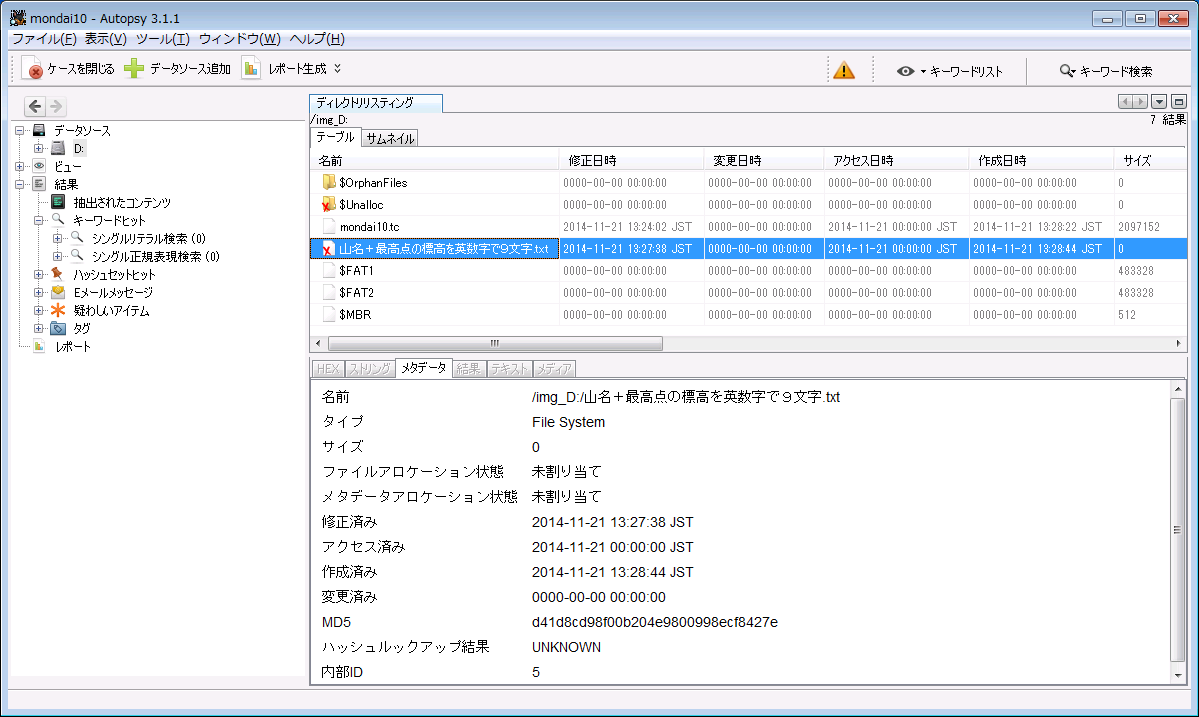 mondai10 - Autopsy 3.1.1
ファイル(F) 表示(V) ツール(T) ウィンドウ(W) ヘルプ(H)
ケースを閉じる データソース追加 レポート生成 キーワードリスト キーワード検索
データソース
D:
ビュー
結果
抽出されたコンテンツ
キーワードヒット
シングルリテラル検索 (0)
シングル正規表現検索 (0)
ハッシュセットヒット
Eメールメッセージ
疑わしいアイテム
タグ
レポート
ディレクトリリスティング
/img_D: 7 結果
テーブル サムネイル
名前 修正日時 変更日時 アクセス日時 作成日時 サイズ
$OrphanFiles 0000-00-00 00:00:00 0000-00-00 00:00:00 0000-00-00 00:00:00 0000-00-00 00:00:00 0
$Unalloc 0000-00-00 00:00:00 0000-00-00 00:00:00 0000-00-00 00:00:00 0000-00-00 00:00:00 0
mondai10.tc 2014-11-21 13:24:02 JST 0000-00-00 00:00:00 2014-11-21 00:00:00 JST 2014-11-21 13:28:22 JST 2097152
山名+最高点の標高を英数字で9文字.txt 2014-11-21 13:27:38 JST 0000-00-00 00:00:00 2014-11-21 00:00:00 JST 2014-11-21 13:28:44 JST 0
$FAT1 0000-00-00 00:00:00 0000-00-00 00:00:00 0000-00-00 00:00:00 0000-00-00 00:00:00 483328
$FAT2 0000-00-00 00:00:00 0000-00-00 00:00:00 0000-00-00 00:00:00 0000-00-00 00:00:00 483328
$MBR 0000-00-00 00:00:00 0000-00-00 00:00:00 0000-00-00 00:00:00 0000-00-00 00:00:00 512
HEX ストリング メタデータ 結果 テキスト メディア
名前 /img_D:/山名+最高点の標高を英数字で9文字.txt
タイプ File System
サイズ 0
ファイルアロケーション状態 未割り当て
メタデータアロケーション状態 未割り当て
修正済み 2014-11-21 13:27:38 JST
アクセス済み 2014-11-21 00:00:00 JST
作成済み 2014-11-21 13:28:44 JST
変更済み 0000-00-00 00:00:00
MD5 d41d8cd98f00b204e9800998ecf8427e
ハッシュルックアップ結果 UNKNOWN
内部ID 5